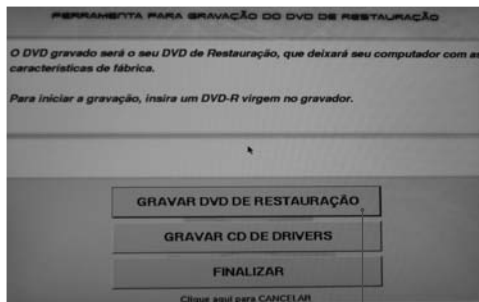 FERRAMENTA PARA GRAVAÇÃO DO DVD DE RESTAURAÇÃO
O DVD gravado será o seu DVD de Restauração, que deixará seu computador com as
características de fábrica.
Para iniciar a gravação, insira um DVD-R virgem no gravador.
GRAVAR DVD DE RESTAURAÇÃO
GRAVAR CD DE DRIVERS
FINALIZAR
Clique aqui para CANCELAR